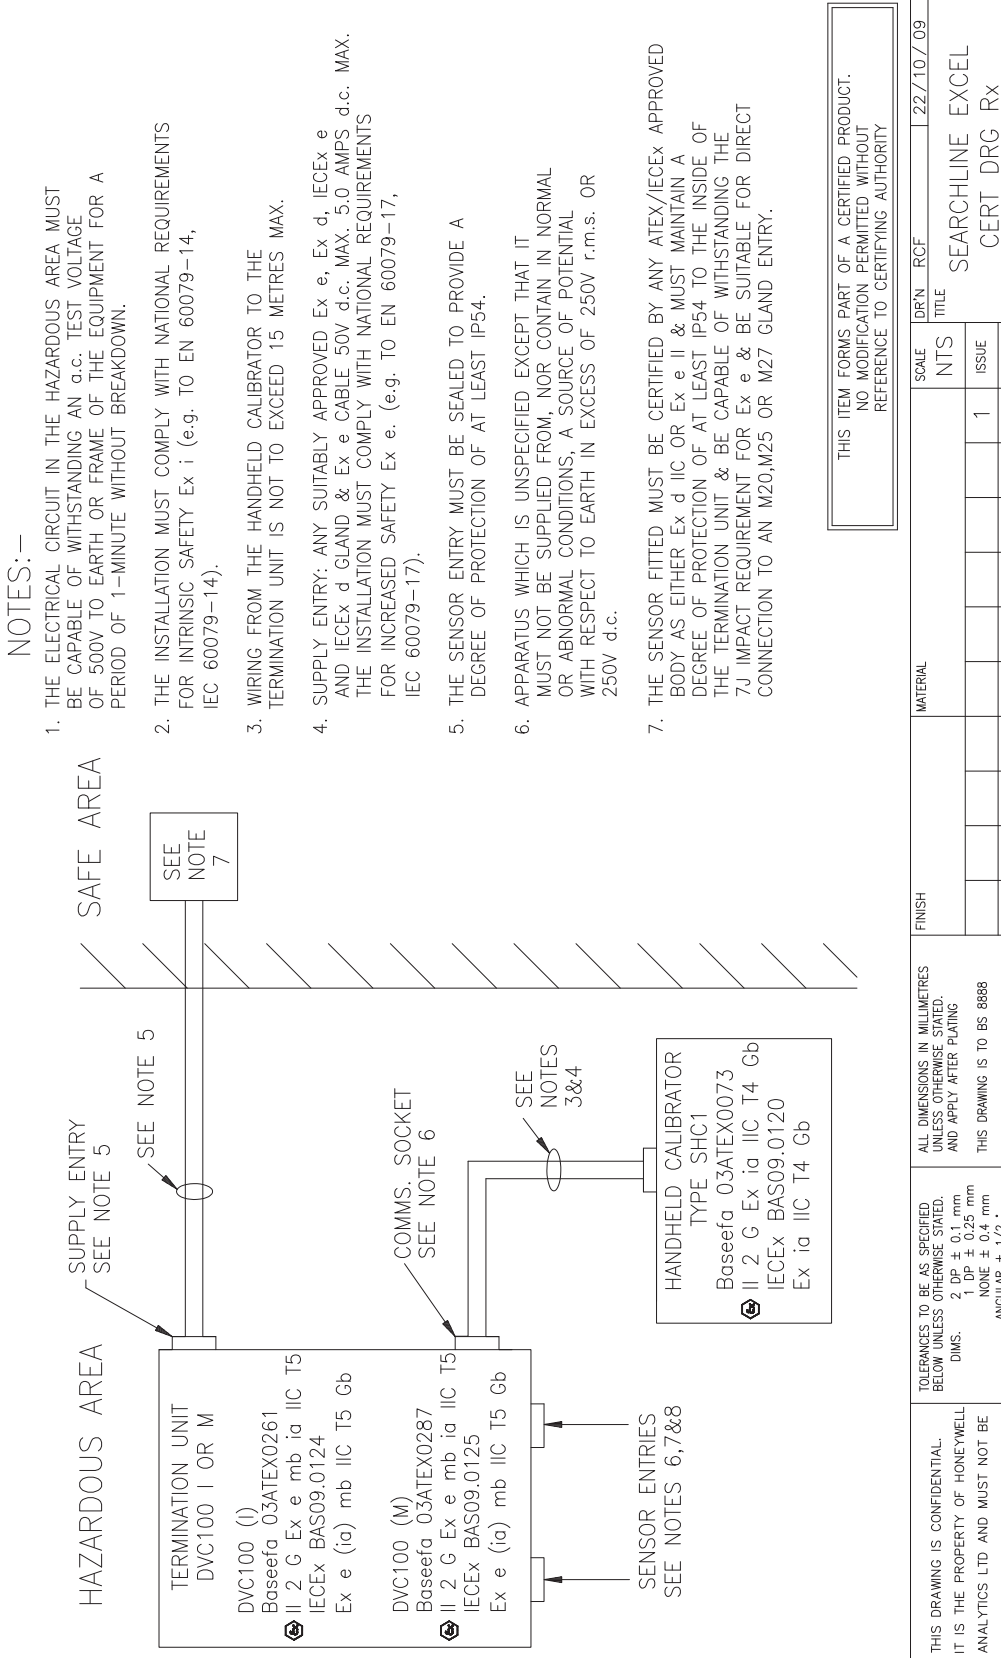 NOTES:-
1. THE ELECTRICAL CIRCUIT IN THE HAZARDOUS AREA MUST
BE CAPABLE OF WITHSTANDING AN a.c. TEST VOLTAGE
OF 500V TO EARTH OR FRAME OF THE EQUIPMENT FOR A
PERIOD OF 1-MINUTE WITHOUT BREAKDOWN.
2. THE INSTALLATION MUST COMPLY WITH NATIONAL REQUIREMENTS
FOR INTRINSIC SAFETY Ex i (e.g. TO EN 60079-14,
IEC 60079-14).
3. WIRING FROM THE HANDHELD CALIBRATOR TO THE
TERMINATION UNIT IS NOT TO EXCEED 15 METRES MAX.
4. SUPPLY ENTRY: ANY SUITABLY APPROVED Ex e, Ex d, IECEx e
AND IECEx d GLAND & Ex e CABLE 50V d.c. MAX. 5.0 AMPS d.c. MAX.
THE INSTALLATION MUST COMPLY WITH NATIONAL REQUIREMENTS
FOR INCREASED SAFETY Ex e. (e.g. TO EN 60079-17,
IEC 60079-17).
5. THE SENSOR ENTRY MUST BE SEALED TO PROVIDE A
DEGREE OF PROTECTION OF AT LEAST IP54.
6. APPARATUS WHICH IS UNSPECIFIED EXCEPT THAT IT
MUST NOT BE SUPPLIED FROM, NOR CONTAIN IN NORMAL
OR ABNORMAL CONDITIONS, A SOURCE OF POTENTIAL
WITH RESPECT TO EARTH IN EXCESS OF 250V r.m.s. OR
250V d.c.
7. THE SENSOR FITTED MUST BE CERTIFIED BY ANY ATEX/IECEx APPROVED
BODY AS EITHER Ex d IIC OR Ex e II & MUST MAINTAIN A
DEGREE OF PROTECTION OF AT LEAST IP54 TO THE INSIDE OF
THE TERMINATION UNIT & BE CAPABLE OF WITHSTANDING THE
7J IMPACT REQUIREMENT FOR Ex e & BE SUITABLE FOR DIRECT
CONNECTION TO AN M20,M25 OR M27 GLAND ENTRY.
HAZARDOUS AREA
SAFE AREA
SUPPLY ENTRY
SEE NOTE 5
SEE NOTE 5
SEE
NOTE
7
TERMINATION UNIT
DVC100 I OR M
DVC100 (I)
Baseefa 03ATEX0261
Ex II 2 G Ex e mb ia IIC T5
IECEx BAS09.0124
Ex e (ia) mb IIC T5 Gb
DVC100 (M)
Baseefa 03ATEX0287
Ex II 2 G Ex e mb ia IIC T5
IECEx BAS09.0125
Ex e (ia) mb IIC T5 Gb
COMMS. SOCKET
SEE NOTE 6
SEE
NOTES
3&4
HANDHELD CALIBRATOR
TYPE SHC1
Baseefa 03ATEX0073
Ex II 2 G Ex ia IIC T4 Gb
IECEx BAS09.0120
Ex ia IIC T4 Gb
SENSOR ENTRIES
SEE NOTES 6,7&8
THIS ITEM FORMS PART OF A CERTIFIED PRODUCT.
NO MODIFICATION PERMITTED WITHOUT
REFERENCE TO CERTIFYING AUTHORITY
THIS DRAWING IS CONFIDENTIAL.
IT IS THE PROPERTY OF HONEYWELL
ANALYTICS LTD AND MUST NOT BE
TOLERANCES TO BE AS SPECIFIED
BELOW UNLESS OTHERWISE STATED.
DIMS. 2 DP ± 0.1 mm
1 DP ± 0.25 mm
NONE ± 0.4 mm
ANGULAR ± 1/2 °
ALL DIMENSIONS IN MILLIMETRES
UNLESS OTHERWISE STATED.
AND APPLY AFTER PLATING
THIS DRAWING IS TO BS 8888
FINISH
MATERIAL
SCALE
NTS
DR'N RCF 22/10/09
TITLE
SEARCHLINE EXCEL
CERT DRG Rx
1 ISSUE